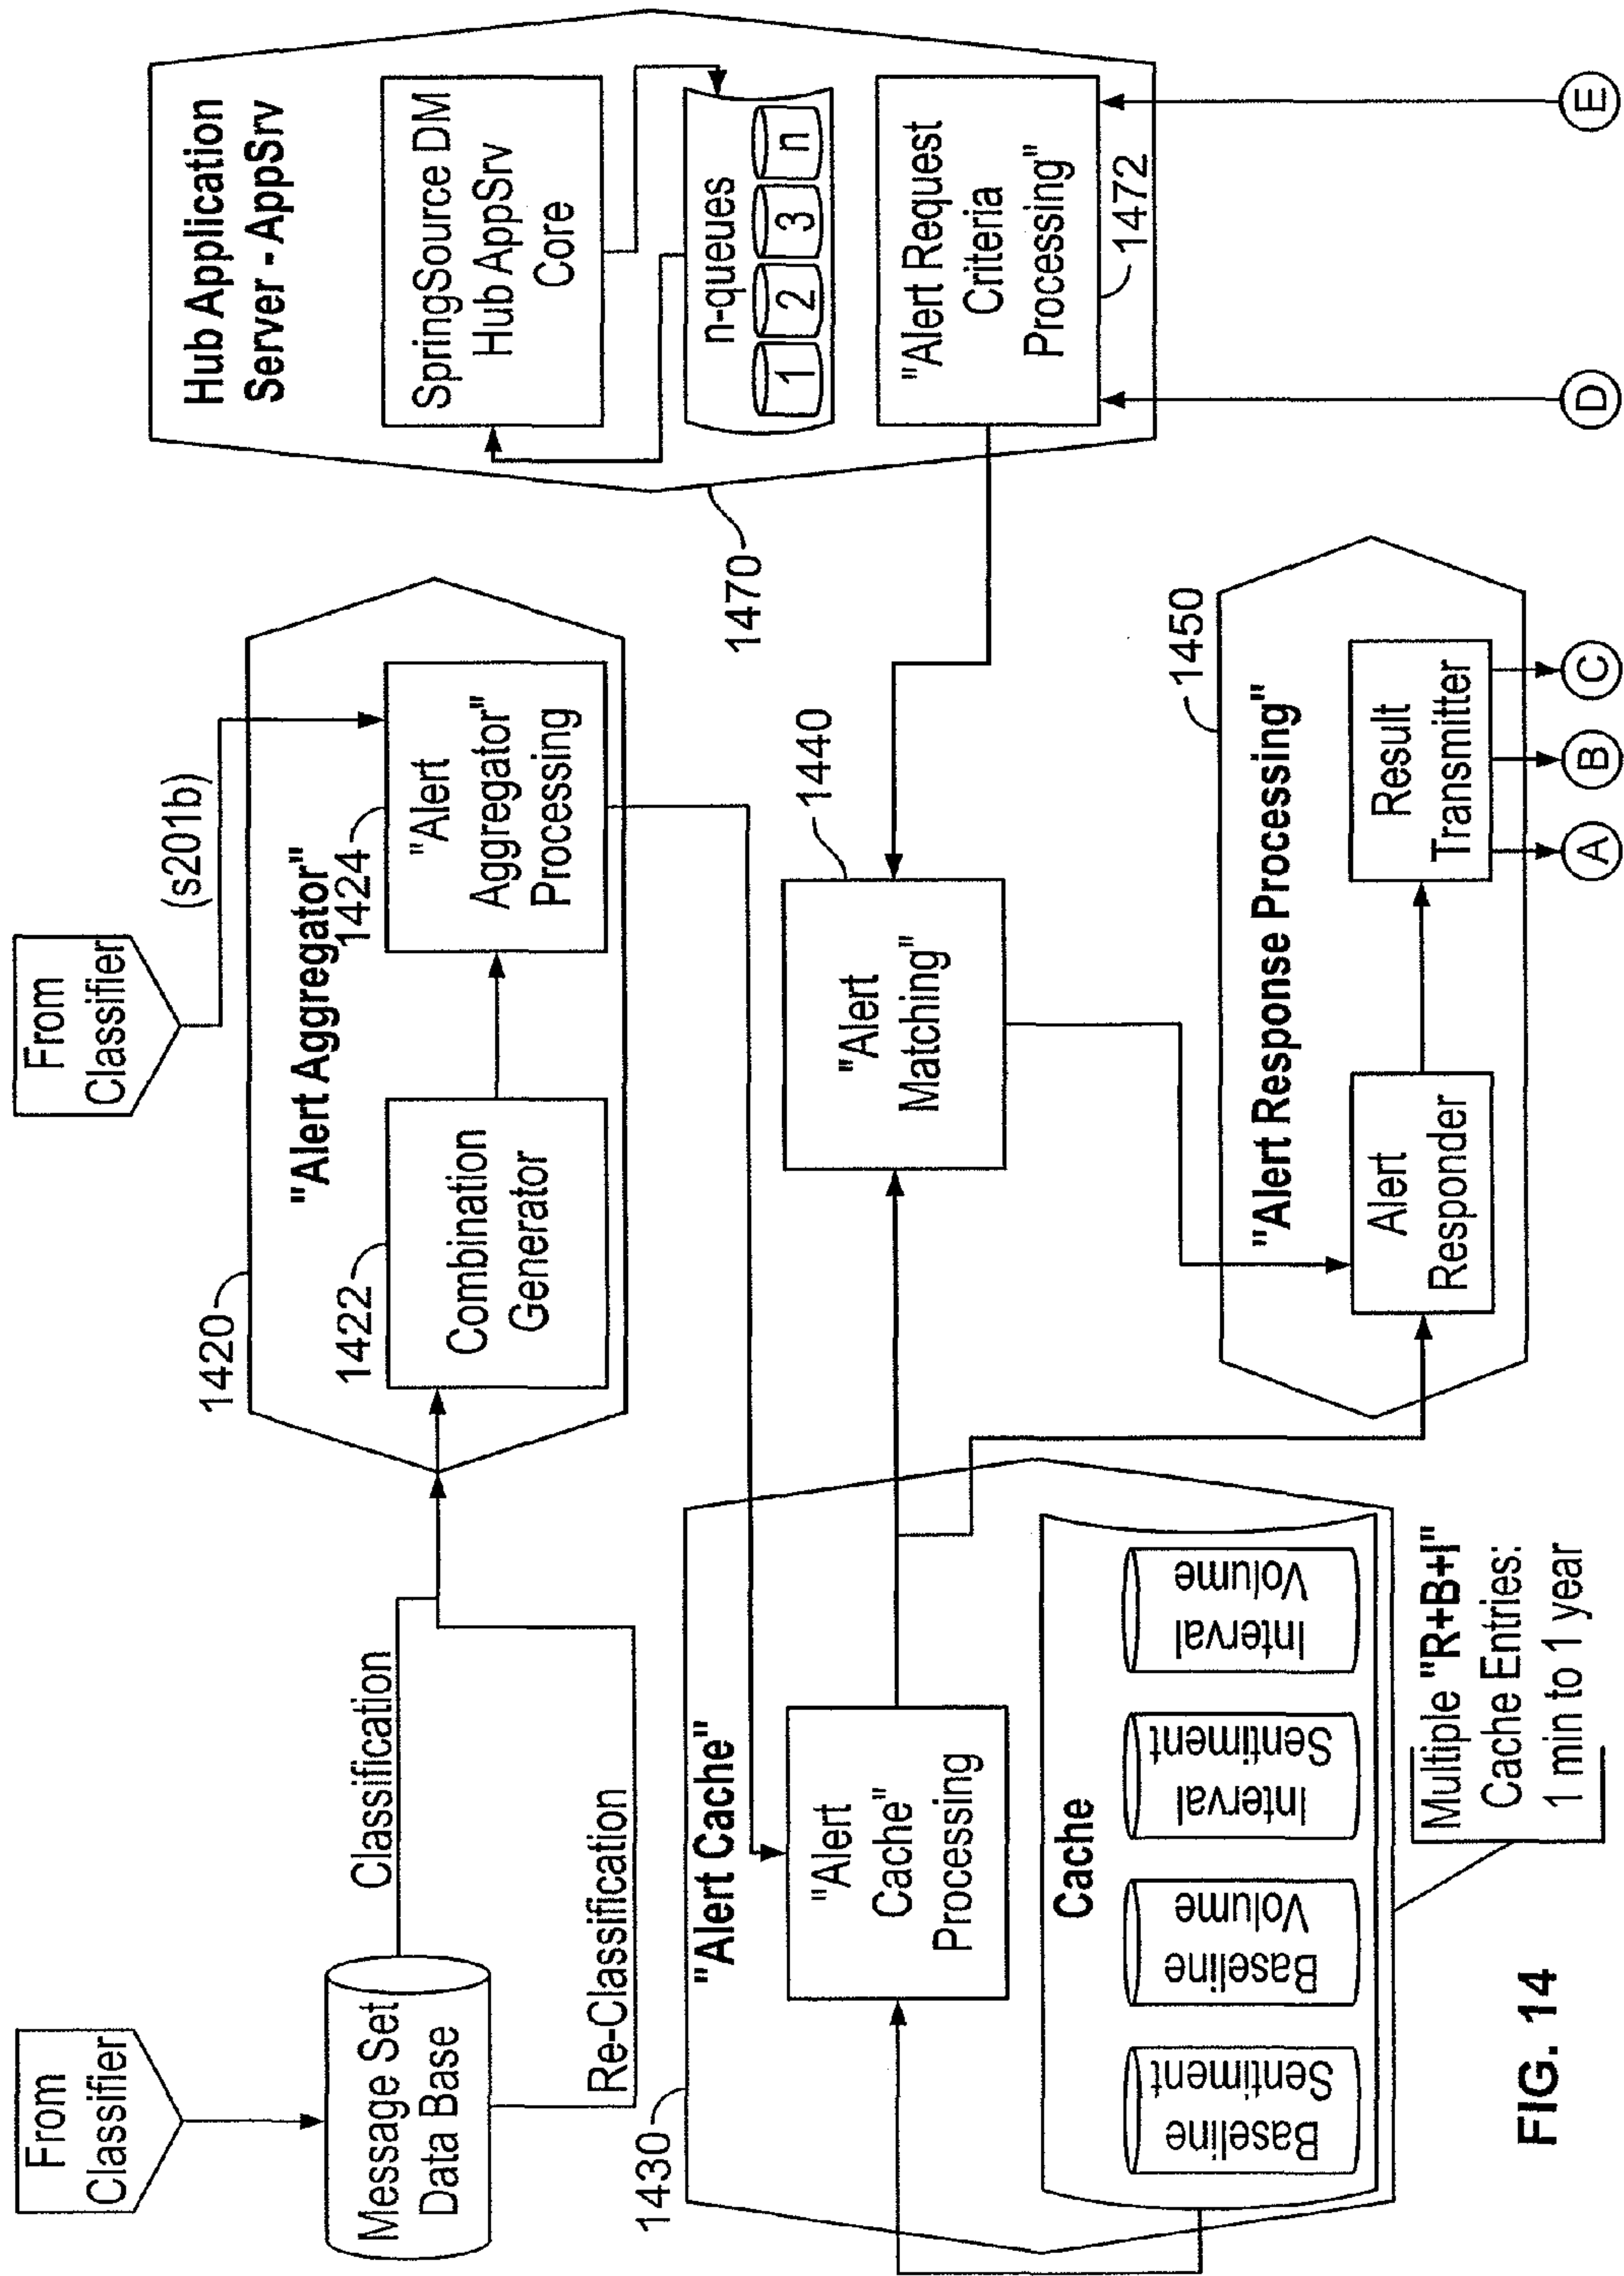 From
Classifier
Message Set
Data Base
Classification
Re-Classification
From
Classifier
(s201b)
1420
"Alert Aggregator"
1422
Combination
Generator
1424
"Alert
Aggregator"
Processing
Hub Application
Server - AppSrv
SpringSource DM
Hub AppSrv
Core
n-queues
1
2
3
n
"Alert Request
Criteria
Processing"
1472
1470
1430
"Alert Cache"
"Alert
Cache"
Processing
Cache
Baseline
Sentiment
Baseline
Volume
Interval
Sentiment
Interval
Volume
Multiple "R+B+I"
Cache Entries:
1 min to 1 year
1440
"Alert
Matching"
1450
"Alert Response Processing"
Alert
Responder
Result
Transmitter
A
B
C
D
E
FIG. 14